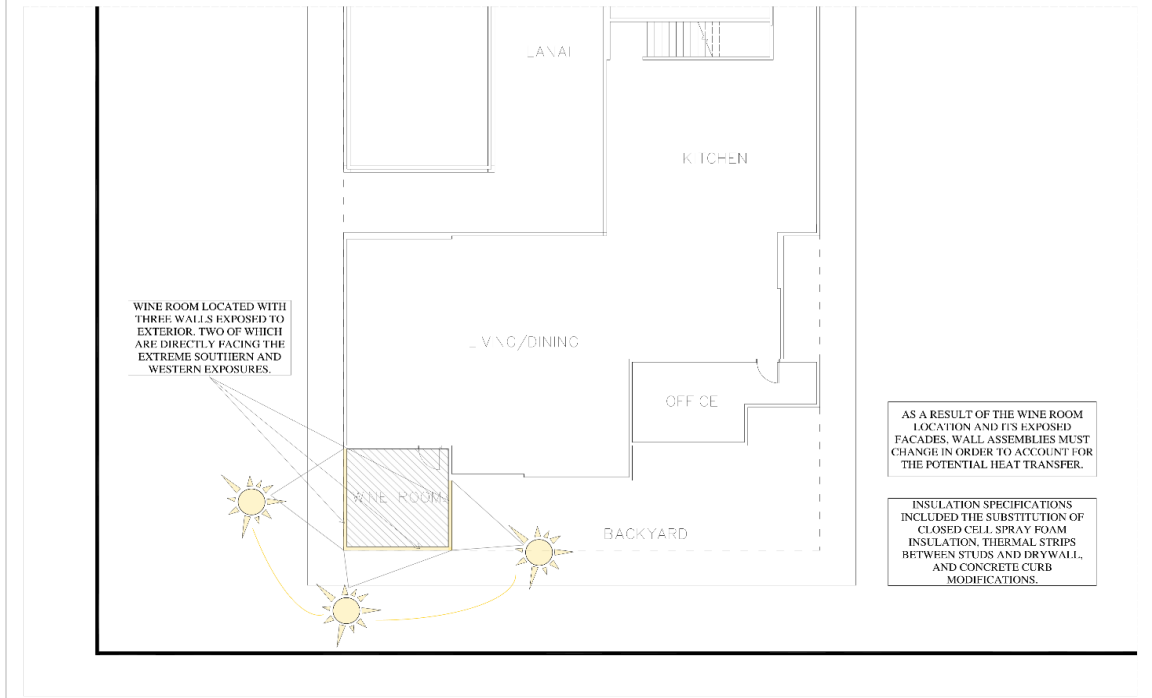 LANAI
KITCHEN
WINE ROOM LOCATED WITH
THREE WALLS EXPOSED TO
EXTERIOR. TWO OF WHICH
ARE DIRECTLY FACING THE
EXTREME SOUTHERN AND
WESTERN EXPOSURES.
LIVING/DINING
OFFICE
AS A RESULT OF THE WINE ROOM
LOCATION AND ITS EXPOSED
FACADES, WALL ASSEMBLIES MUST
CHANGE IN ORDER TO ACCOUNT FOR
THE POTENTIAL HEAT TRANSFER.
WINE ROOM
BACKYARD
INSULATION SPECIFICATIONS
INCLUDED THE SUBSTITUTION OF
CLOSED CELL SPRAY FOAM
INSULATION, THERMAL STRIPS
BETWEEN STUDS AND DRYWALL,
AND CONCRETE CURB
MODIFICATIONS.